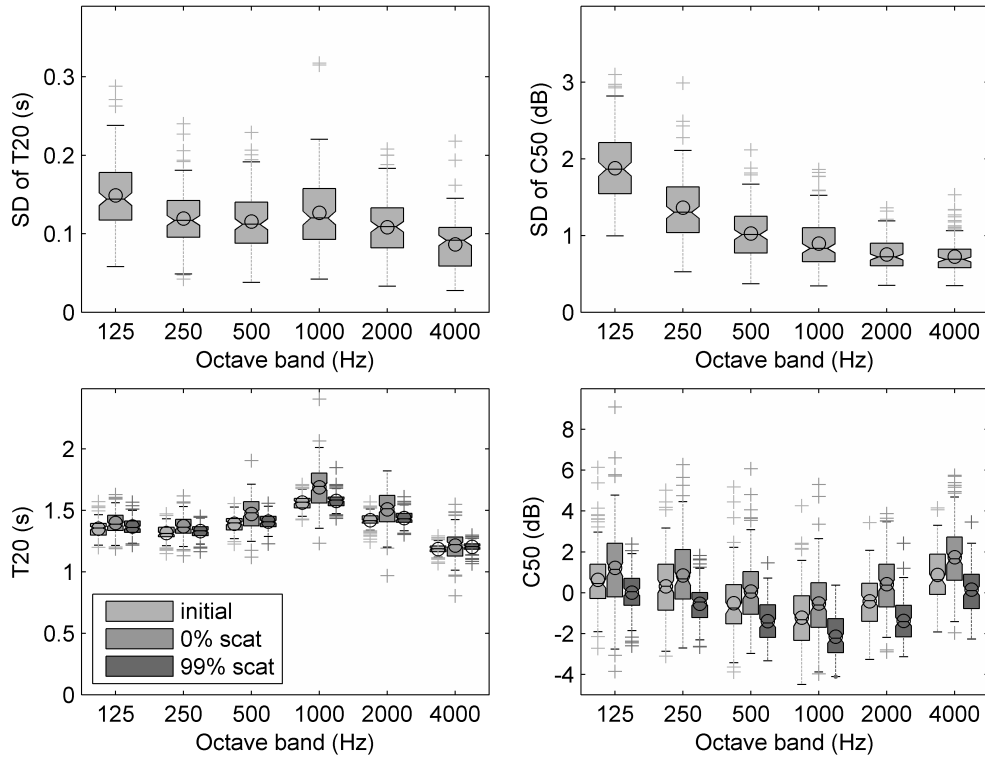 SD of T20 (s)
0.3
0.2
0.1
0
125 250 500 1000 2000 4000
Octave band (Hz)
SD of C50 (dB)
3
2
1
0
125 250 500 1000 2000 4000
Octave band (Hz)
T20 (s)
2
1.5
1
0.5
0
initial
0% scat
99% scat
125 250 500 1000 2000 4000
Octave band (Hz)
C50 (dB)
8
6
4
2
0
-2
-4
125 250 500 1000 2000 4000
Octave band (Hz)